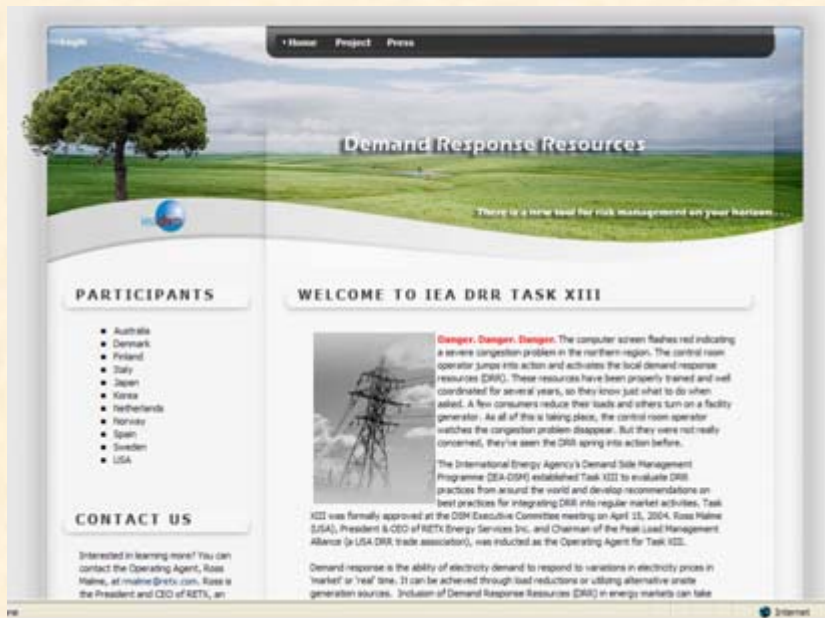 Login
Home Project Press
Demand Response Resources
There is a new tool for risk management on your horizon . . .
PARTICIPANTS
Australia
Denmark
Finland
Italy
Japan
Korea
Netherlands
Norway
Spain
Sweden
USA
CONTACT US
Interested in learning more? You can
contact the Operating Agent, Ross
Malme, at rmalme@retx.com. Ross is
the President and CEO of RETX, an
WELCOME TO IEA DRR TASK XIII
Danger. Danger. Danger. The computer screen flashes red indicating
a severe congestion problem in the northern region. The control room
operator jumps into action and activates the local demand response
resources (DRR). These resources have been properly trained and well
coordinated for several years, so they know just what to do when
asked. A few consumers reduce their loads and others turn on a facility
generator. As all of this is taking place, the control room operator
watches the congestion problem disappear. But they were not really
concerned, they've seen the DRR spring into action before.
The International Energy Agency's Demand Side Management
Programme (IEA-DSM) established Task XIII to evaluate DRR
practices from around the world and develop recommendations on
best practices for integrating DRR into regular market activities. Task
XIII was formally approved at the DSM Executive Committee meeting on April 15, 2004. Ross Malme
(USA), President & CEO of RETX Energy Services Inc. and Chairman of the Peak Load Management
Alliance (a USA DRR trade association), was inducted as the Operating Agent for Task XIII.
Demand response is the ability of electricity demand to respond to variations in electricity prices in
'market' or 'real' time. It can be achieved through load reductions or utilizing alternative onsite
generation sources. Inclusion of Demand Response Resources (DRR) in energy markets can take
Internet